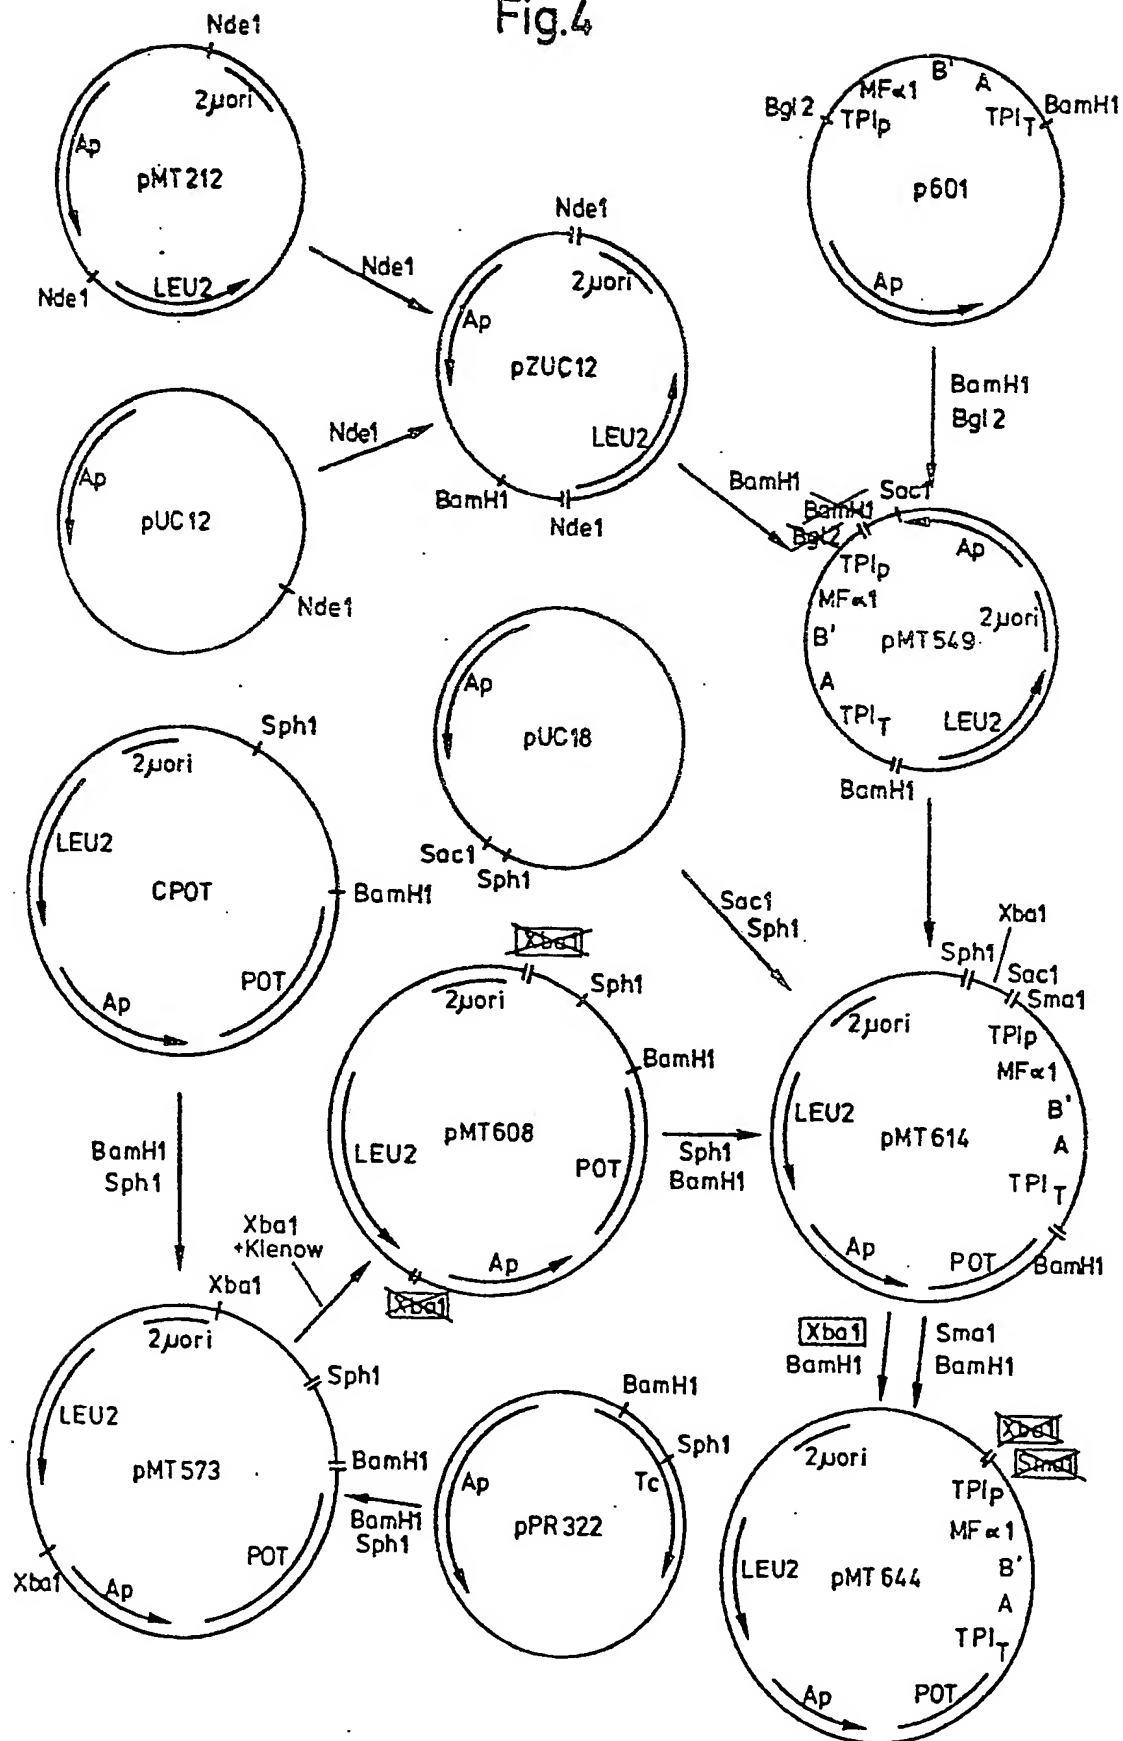 Fig.4
Nde1
2µori
Ap
pMT212
Nde1
LEU2
Nde1
Bgl2
MFα1
B'
A
TPIp
TPIT
BamH1
p601
Ap
BamH1
Bgl2
Nde1
2µori
Ap
pZUC12
LEU2
BamH1
Nde1
Ap
pUC12
Nde1
Nde1
BamH1
BamH1
Bgl2
Sac1
Ap
TPIp
MFα1
B'
A
TPIT
2µori
pMT549
LEU2
BamH1
Ap
pUC18
Sac1
Sph1
Sac1
Sph1
Sph1
2µori
LEU2
CPOT
BamH1
POT
Ap
BamH1
Sph1
Xba1
2µori
Sph1
BamH1
LEU2
pMT608
POT
Ap
Xba1
Sph1
BamH1
Xba1
Sph1
Sac1
Sma1
2µori
TPIp
MFα1
B'
A
TPIT
LEU2
pMT614
Ap
POT
BamH1
Xba1
+Klenow
Xba1
2µori
Sph1
LEU2
pMT573
BamH1
POT
Ap
Xba1
BamH1
Sph1
BamH1
Sph1
Tc
Ap
pPR322
Xba1
BamH1
Sma1
BamH1
Xba1
Sma1
2µori
TPIp
MFα1
B'
A
TPIT
LEU2
pMT644
Ap
POT